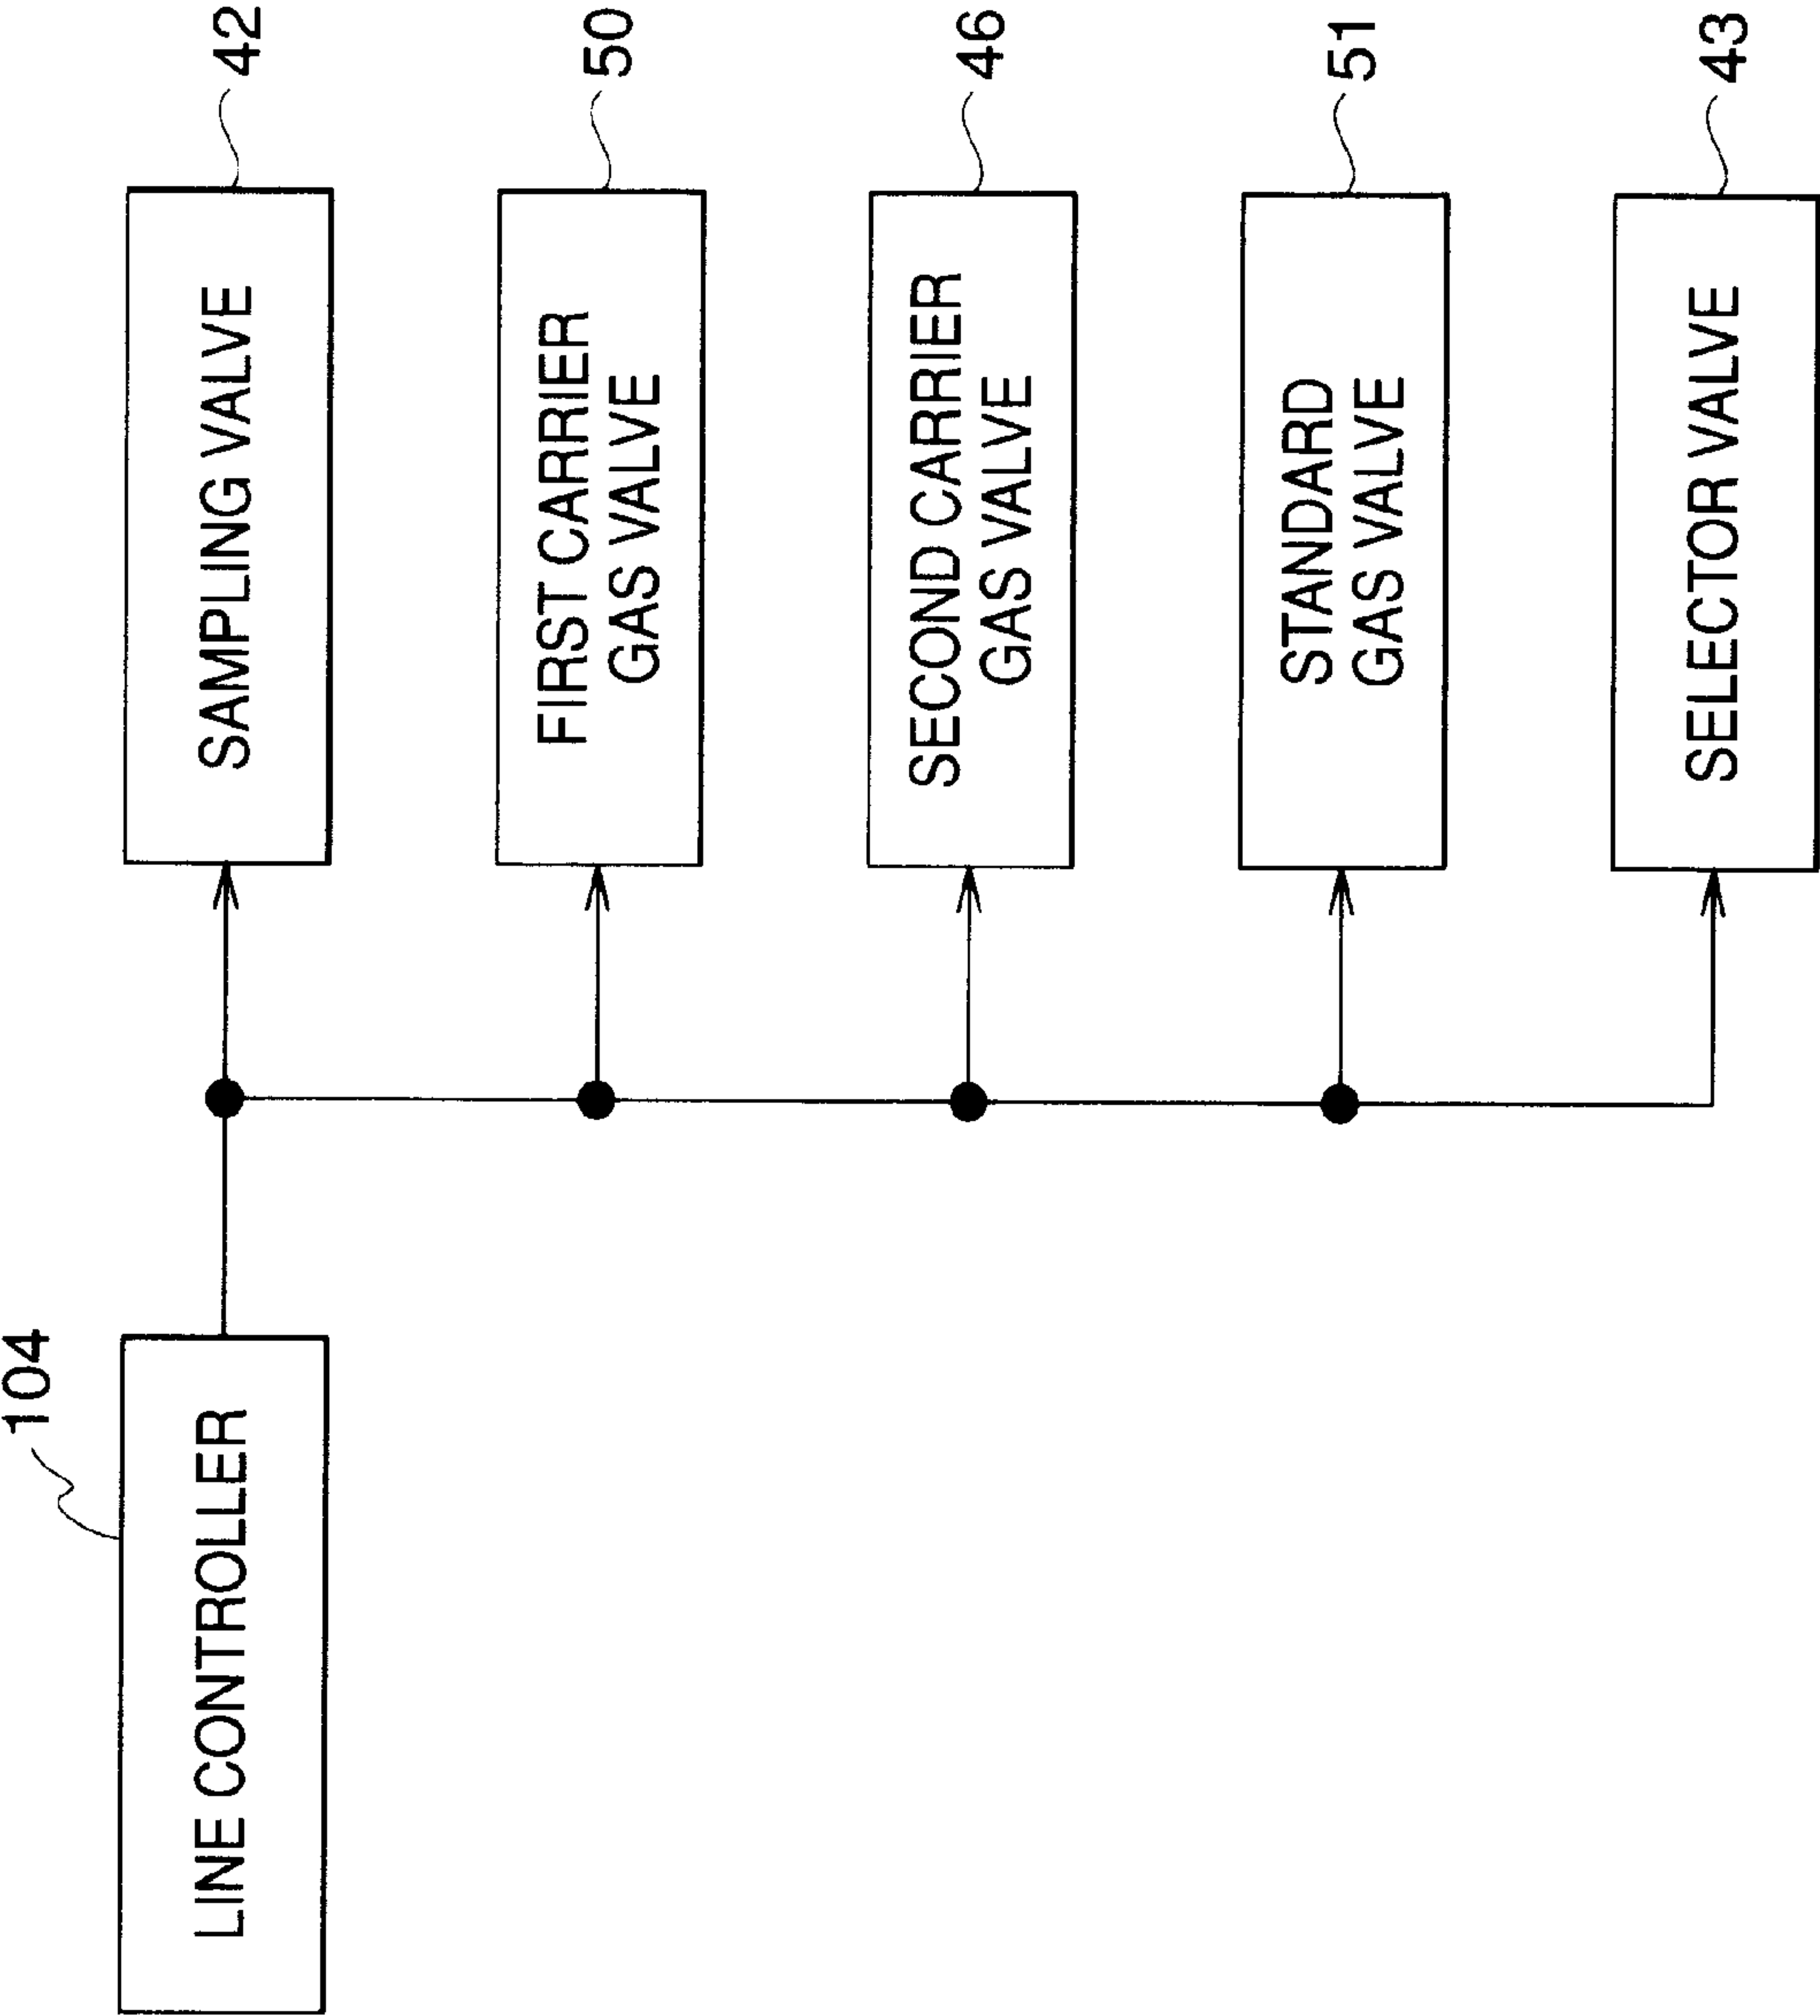 104
LINE CONTROLLER
SAMPLING VALVE
42
FIRST CARRIER
GAS VALVE
50
SECOND CARRIER
GAS VALVE
46
STANDARD
GAS VALVE
51
SELECTOR VALVE
43